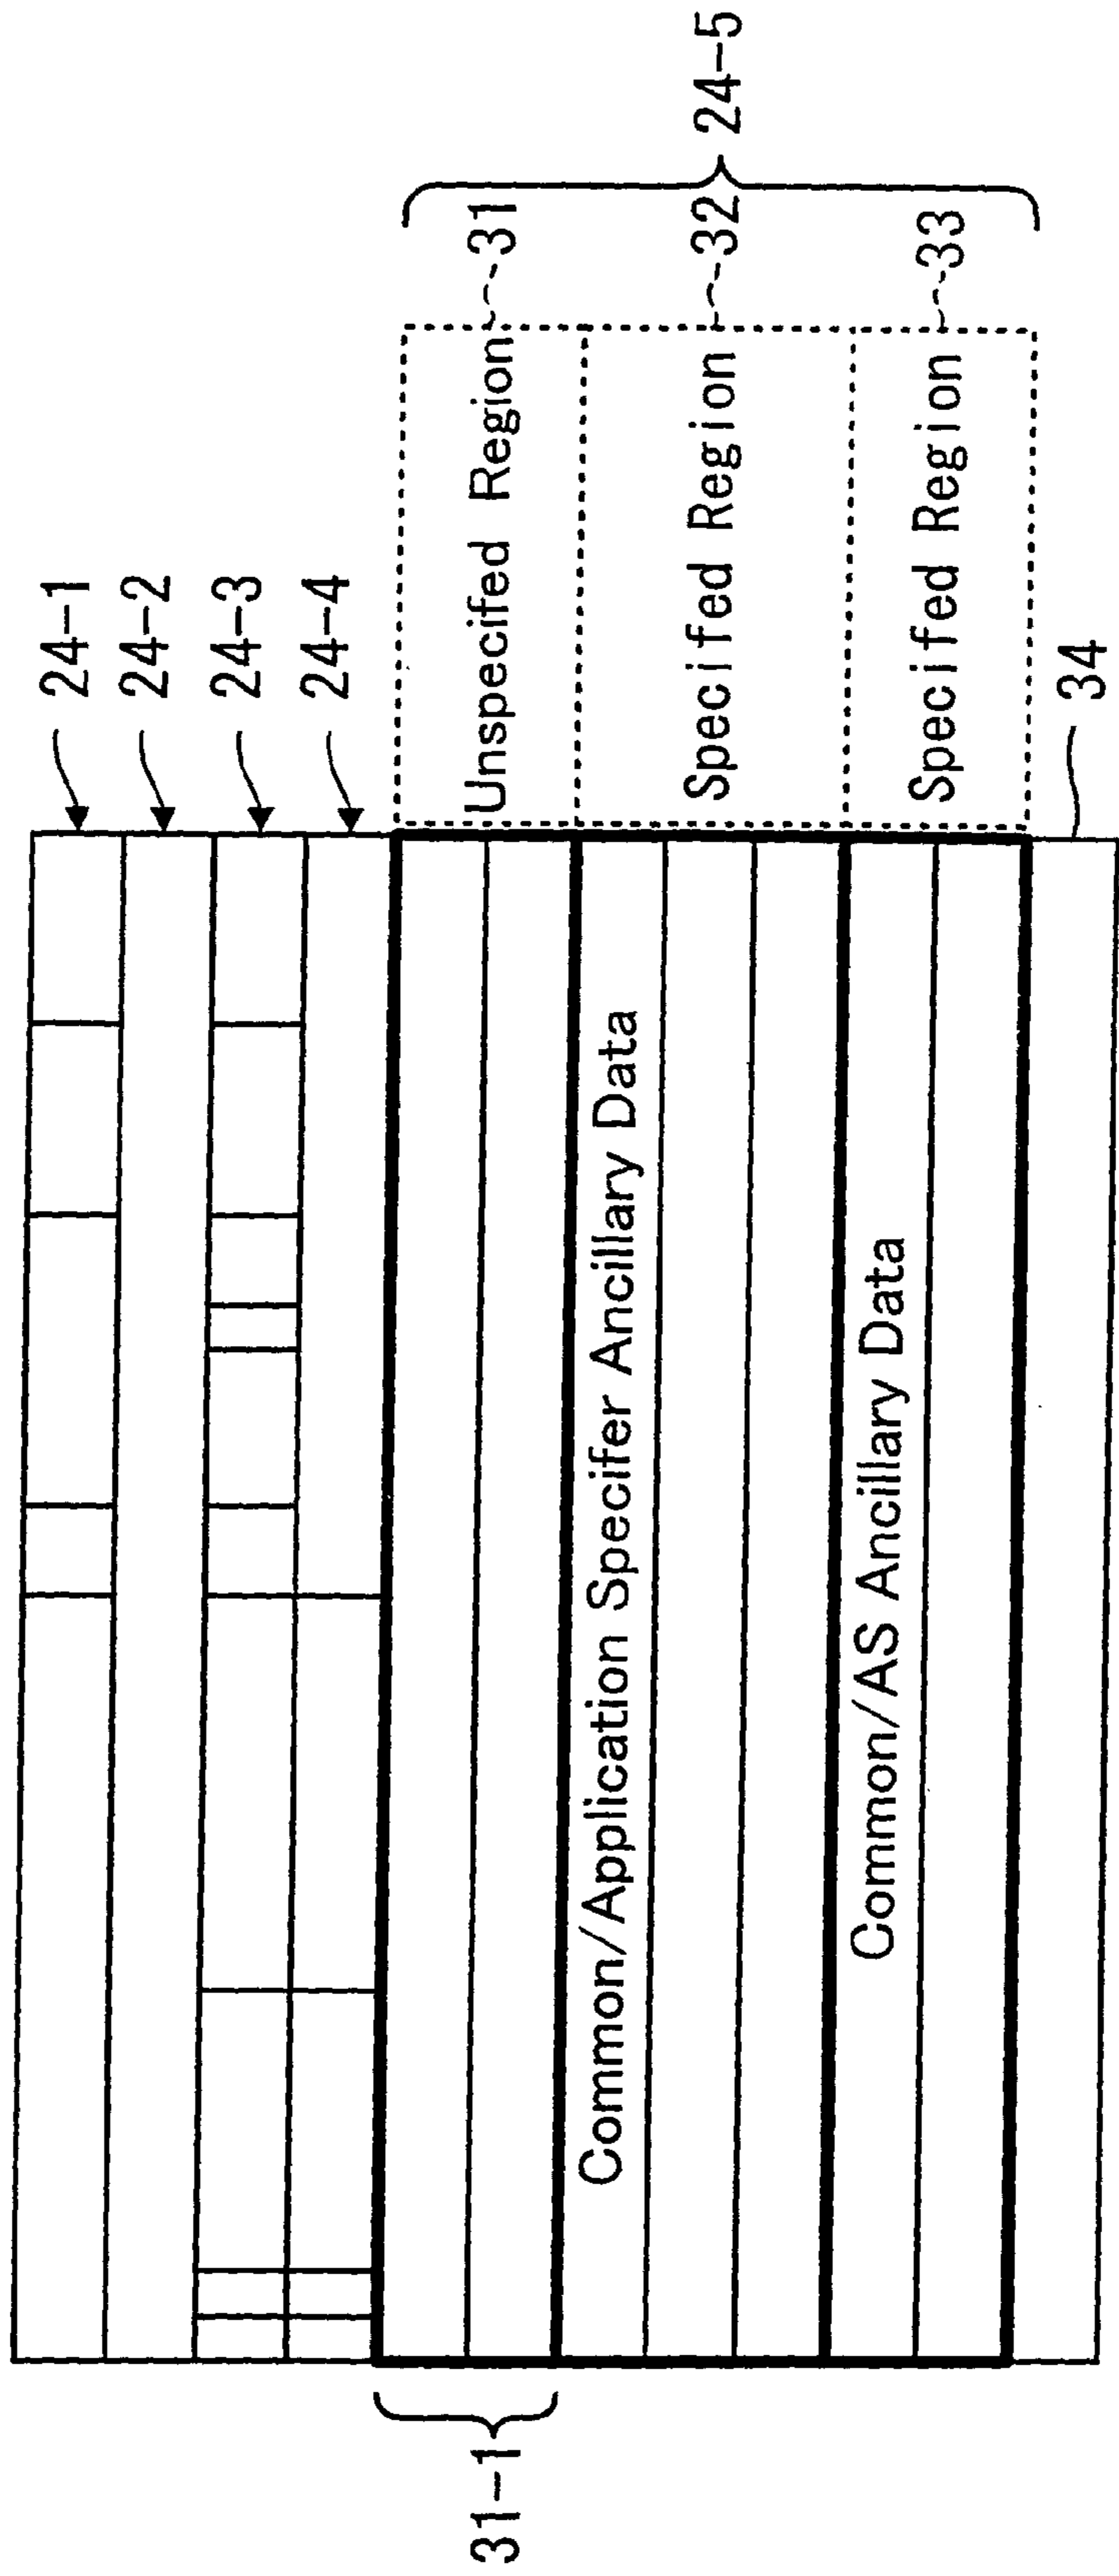 24-1
24-2
24-3
24-4
Unspecifed Region
31
Specifed Region
32
24-5
Specifed Region
33
31-1
Common/Application Specifer Ancillary Data
Common/AS Ancillary Data
34